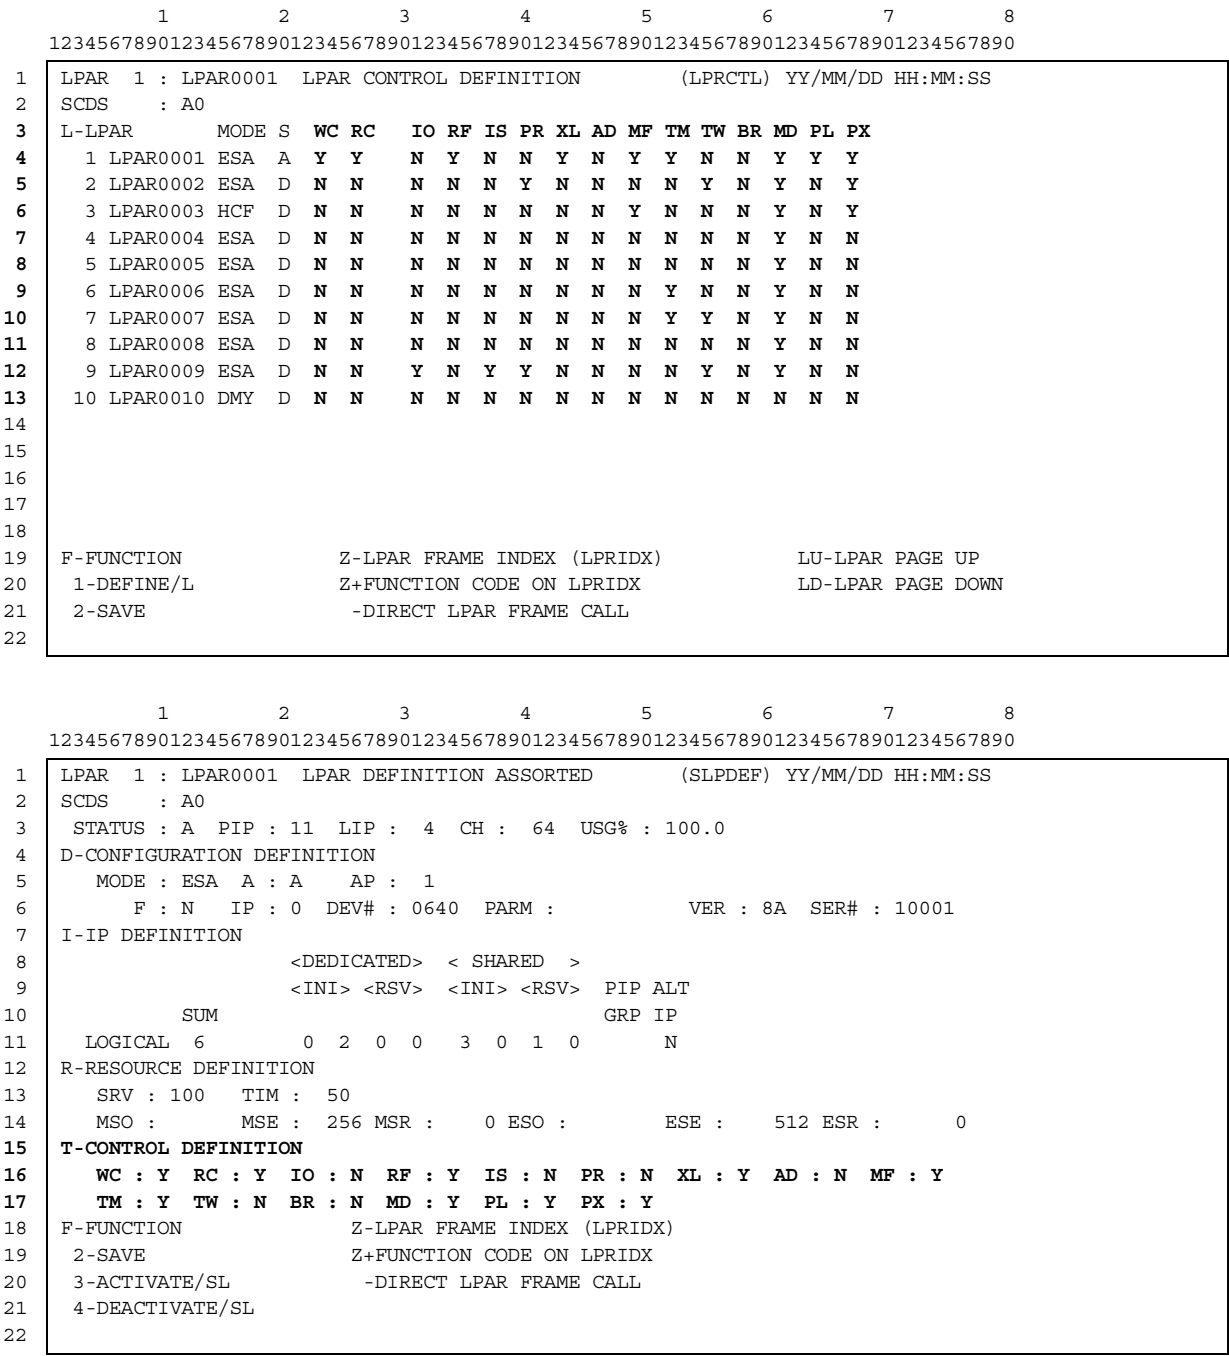 1         2         3         4         5         6         7         8
12345678901234567890123456789012345678901234567890123456789012345678901234567890
1 LPAR  1 : LPAR0001  LPAR CONTROL DEFINITION        (LPRCTL) YY/MM/DD HH:MM:SS
2 SCDS    : A0
3 L-LPAR       MODE S  WC RC   IO RF IS PR XL AD MF TM TW BR MD PL PX
4   1 LPAR0001 ESA  A  Y  Y    N  Y  N  N  Y  N  Y  Y  N  N  Y  Y  Y
5   2 LPAR0002 ESA  D  N  N    N  N  N  Y  N  N  N  N  Y  N  Y  N  Y
6   3 LPAR0003 HCF  D  N  N    N  N  N  N  N  N  Y  N  N  N  Y  N  Y
7   4 LPAR0004 ESA  D  N  N    N  N  N  N  N  N  N  N  N  N  Y  N  N
8   5 LPAR0005 ESA  D  N  N    N  N  N  N  N  N  N  N  N  N  Y  N  N
9   6 LPAR0006 ESA  D  N  N    N  N  N  N  N  N  N  Y  N  N  Y  N  N
10   7 LPAR0007 ESA  D  N  N    N  N  N  N  N  N  N  Y  Y  N  Y  N  N
11   8 LPAR0008 ESA  D  N  N    N  N  N  N  N  N  N  N  N  N  Y  N  N
12   9 LPAR0009 ESA  D  N  N    Y  N  Y  Y  N  N  N  N  Y  N  Y  N  N
13  10 LPAR0010 DMY  D  N  N    N  N  N  N  N  N  N  N  N  N  N  N  N
14
15
16
17
18
19 F-FUNCTION             Z-LPAR FRAME INDEX (LPRIDX)           LU-LPAR PAGE UP
20  1-DEFINE/L            Z+FUNCTION CODE ON LPRIDX             LD-LPAR PAGE DOWN
21  2-SAVE                 -DIRECT LPAR FRAME CALL
22
         1         2         3         4         5         6         7         8
12345678901234567890123456789012345678901234567890123456789012345678901234567890
1 LPAR  1 : LPAR0001  LPAR DEFINITION ASSORTED       (SLPDEF) YY/MM/DD HH:MM:SS
2 SCDS    : A0
3  STATUS : A  PIP : 11  LIP :  4  CH :  64  USG% : 100.0
4 D-CONFIGURATION DEFINITION
5    MODE : ESA  A : A    AP :  1
6       F : N   IP : 0  DEV# : 0640  PARM :           VER : 8A  SER# : 10001
7 I-IP DEFINITION
8                    <DEDICATED>  < SHARED  >
9                    <INI> <RSV>  <INI> <RSV>  PIP ALT
10           SUM                                GRP IP
11   LOGICAL  6        0  2  0  0   3  0  1  0      N
12 R-RESOURCE DEFINITION
13    SRV : 100   TIM :  50
14    MSO :       MSE :  256 MSR :    0 ESO :        ESE :    512 ESR :      0
15 T-CONTROL DEFINITION
16    WC : Y  RC : Y  IO : N  RF : Y  IS : N  PR : N  XL : Y  AD : N  MF : Y
17    TM : Y  TW : N  BR : N  MD : Y  PL : Y  PX : Y
18 F-FUNCTION              Z-LPAR FRAME INDEX (LPRIDX)
19  2-SAVE                 Z+FUNCTION CODE ON LPRIDX
20  3-ACTIVATE/SL           -DIRECT LPAR FRAME CALL
21  4-DEACTIVATE/SL
22